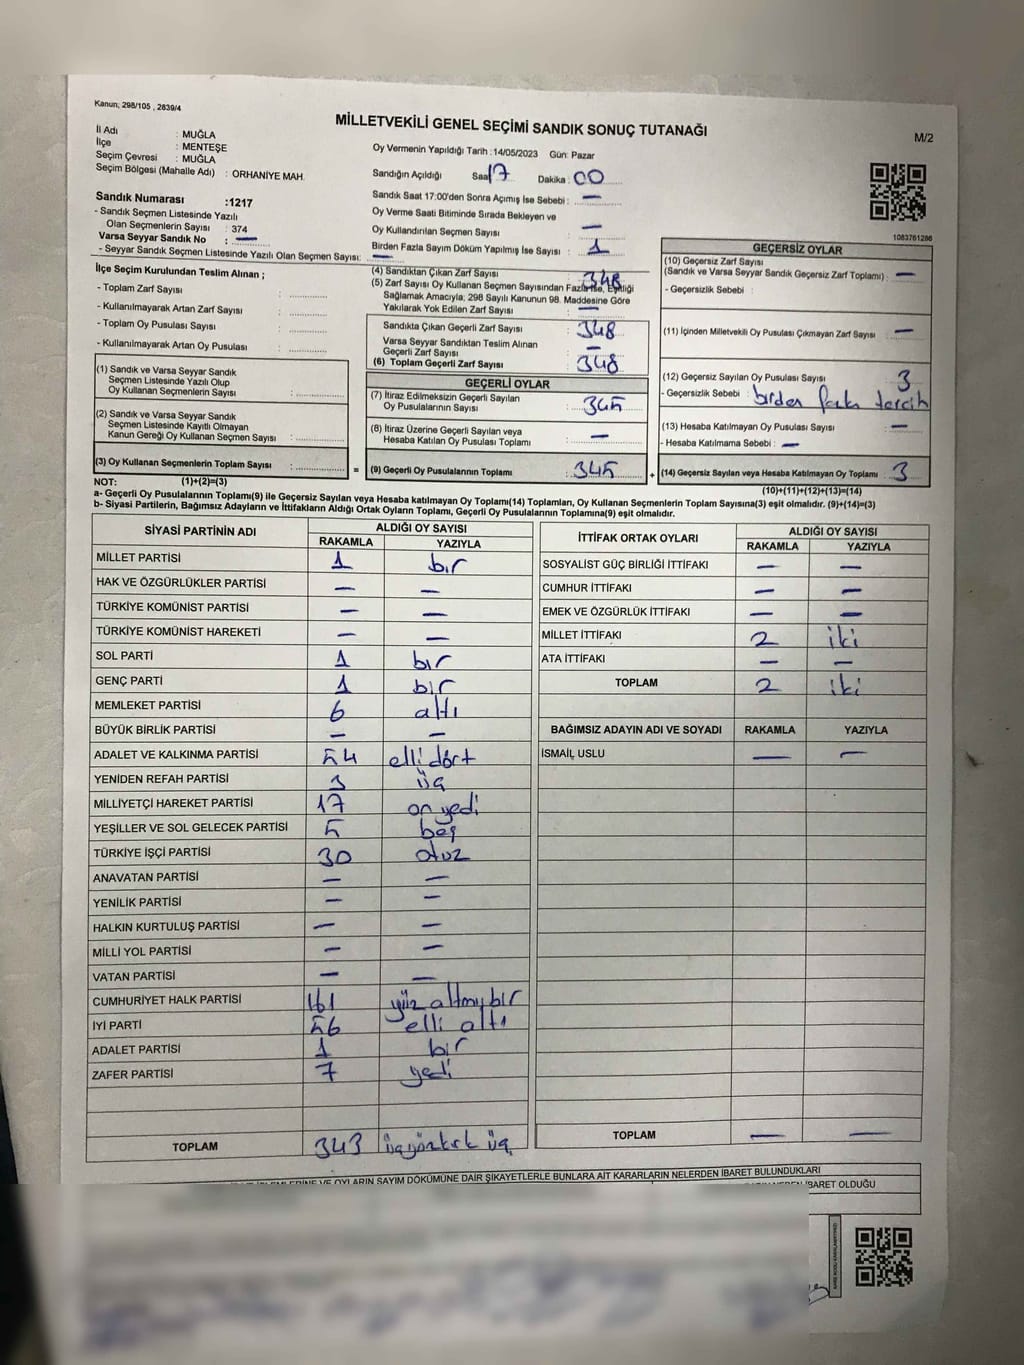 Kanun, 298/105 , 2839/4
MİLLETVEKİLİ GENEL SEÇİMİ SANDIK SONUÇ TUTANAĞI
M/2
İl Adı : MUĞLA
İlçe : MENTEŞE
Seçim Çevresi : MUĞLA
Seçim Bölgesi (Mahalle Adı) : ORHANİYE MAH.
Sandık Numarası :1217
- Sandık Seçmen Listesinde Yazılı
Olan Seçmenlerin Sayısı : 374
Varsa Seyyar Sandık No : —
- Seyyar Sandık Seçmen Listesinde Yazılı Olan Seçmen Sayısı: —
Oy Vermenin Yapıldığı Tarih :14/05/2023 Gün: Pazar
Sandığın Açıldığı Saat 17 Dakika : 00
Sandık Saat 17:00'den Sonra Açımış İse Sebebi : —
Oy Verme Saati Bitiminde Sırada Bekleyen ve
Oy Kullandırılan Seçmen Sayısı —
Birden Fazla Sayım Döküm Yapılmış İse Sayısı : 1
1083761286
İlçe Seçim Kurulundan Teslim Alınan ;
- Toplam Zarf Sayısı :
- Kullanılmayarak Artan Zarf Sayısı :
- Toplam Oy Pusulası Sayısı :
- Kullanılmayarak Artan Oy Pusulası :
(1) Sandık ve Varsa Seyyar Sandık
Seçmen Listesinde Yazılı Olup
Oy Kullanan Seçmenlerin Sayısı :
(2) Sandık ve Varsa Seyyar Sandık
Seçmen Listesinde Kayıtlı Olmayan
Kanun Gereği Oy Kullanan Seçmen Sayısı :
(3) Oy Kullanan Seçmenlerin Toplam Sayısı : =
(4) Sandıktan Çıkan Zarf Sayısı 348
(5) Zarf Sayısı Oy Kullanan Seçmen Sayısından Fazla İse, Eşitliği
Sağlamak Amacıyla; 298 Sayılı Kanunun 98. Maddesine Göre
Yakılarak Yok Edilen Zarf Sayısı : —
Sandıkta Çıkan Geçerli Zarf Sayısı : 348
Varsa Seyyar Sandıktan Teslim Alınan
Geçerli Zarf Sayısı : —
(6) Toplam Geçerli Zarf Sayısı : 348
GEÇERLİ OYLAR
(7) İtiraz Edilmeksizin Geçerli Sayılan
Oy Pusulalarının Sayısı : 345
(8) İtiraz Üzerine Geçerli Sayılan veya
Hesaba Katılan Oy Pusulası Toplamı : —
(9) Geçerli Oy Pusulalarının Toplamı : 345 +
GEÇERSİZ OYLAR
(10) Geçersiz Zarf Sayısı
(Sandık ve Varsa Seyyar Sandık Geçersiz Zarf Toplamı) : —
- Geçersizlik Sebebi :
(11) İçinden Milletvekili Oy Pusulası Çıkmayan Zarf Sayısı : —
(12) Geçersiz Sayılan Oy Pusulası Sayısı : 3
- Geçersizlik Sebebi : birden fazla tercih
(13) Hesaba Katılmayan Oy Pusulası Sayısı : —
- Hesaba Katılmama Sebebi : —
(14) Geçersiz Sayılan veya Hesaba Katılmayan Oy Toplamı : 3
NOT: (1)+(2)=(3)
(10)+(11)+(12)+(13)=(14)
a- Geçerli Oy Pusulalarının Toplamı(9) ile Geçersiz Sayılan veya Hesaba katılmayan Oy Toplamı(14) Toplamları, Oy Kullanan Seçmenlerin Toplam Sayısına(3) eşit olmalıdır. (9)+(14)=(3)
b- Siyasi Partilerin, Bağımsız Adayların ve İttifakların Aldığı Ortak Oyların Toplamı, Geçerli Oy Pusulalarının Toplamına(9) eşit olmalıdır.
SİYASİ PARTİNİN ADI ALDIĞI OY SAYISI
RAKAMLA YAZIYLA
MİLLET PARTİSİ 1 bir
HAK VE ÖZGÜRLÜKLER PARTİSİ — —
TÜRKİYE KOMÜNİST PARTİSİ — —
TÜRKİYE KOMÜNİST HAREKETİ — —
SOL PARTİ 1 bir
GENÇ PARTİ 1 bir
MEMLEKET PARTİSİ 6 altı
BÜYÜK BİRLİK PARTİSİ — —
ADALET VE KALKINMA PARTİSİ 54 elli dört
YENİDEN REFAH PARTİSİ 3 üç
MİLLİYETÇİ HAREKET PARTİSİ 17 on yedi
YEŞİLLER VE SOL GELECEK PARTİSİ 5 beş
TÜRKİYE İŞÇİ PARTİSİ 30 otuz
ANAVATAN PARTİSİ — —
YENİLİK PARTİSİ — —
HALKIN KURTULUŞ PARTİSİ — —
MİLLİ YOL PARTİSİ — —
VATAN PARTİSİ — —
CUMHURİYET HALK PARTİSİ 161 yüz altmış bir
İYİ PARTİ 56 elli altı
ADALET PARTİSİ 1 bir
ZAFER PARTİSİ 7 yedi
TOPLAM 343 üçyüzkırk üç
İTTİFAK ORTAK OYLARI ALDIĞI OY SAYISI
RAKAMLA YAZIYLA
SOSYALİST GÜÇ BİRLİĞİ İTTİFAKI — —
CUMHUR İTTİFAKI — —
EMEK VE ÖZGÜRLÜK İTTİFAKI — —
MİLLET İTTİFAKI 2 iki
ATA İTTİFAKI — —
TOPLAM 2 iki
BAĞIMSIZ ADAYIN ADI VE SOYADI RAKAMLA YAZIYLA
İSMAİL USLU — —
TOPLAM — —
VE OYLARIN SAYIM DÖKÜMÜNE DAİR ŞİKAYETLERLE BUNLARA AİT KARARLARIN NELERDEN İBARET BULUNDUKLARI
İBARET OLDUĞU